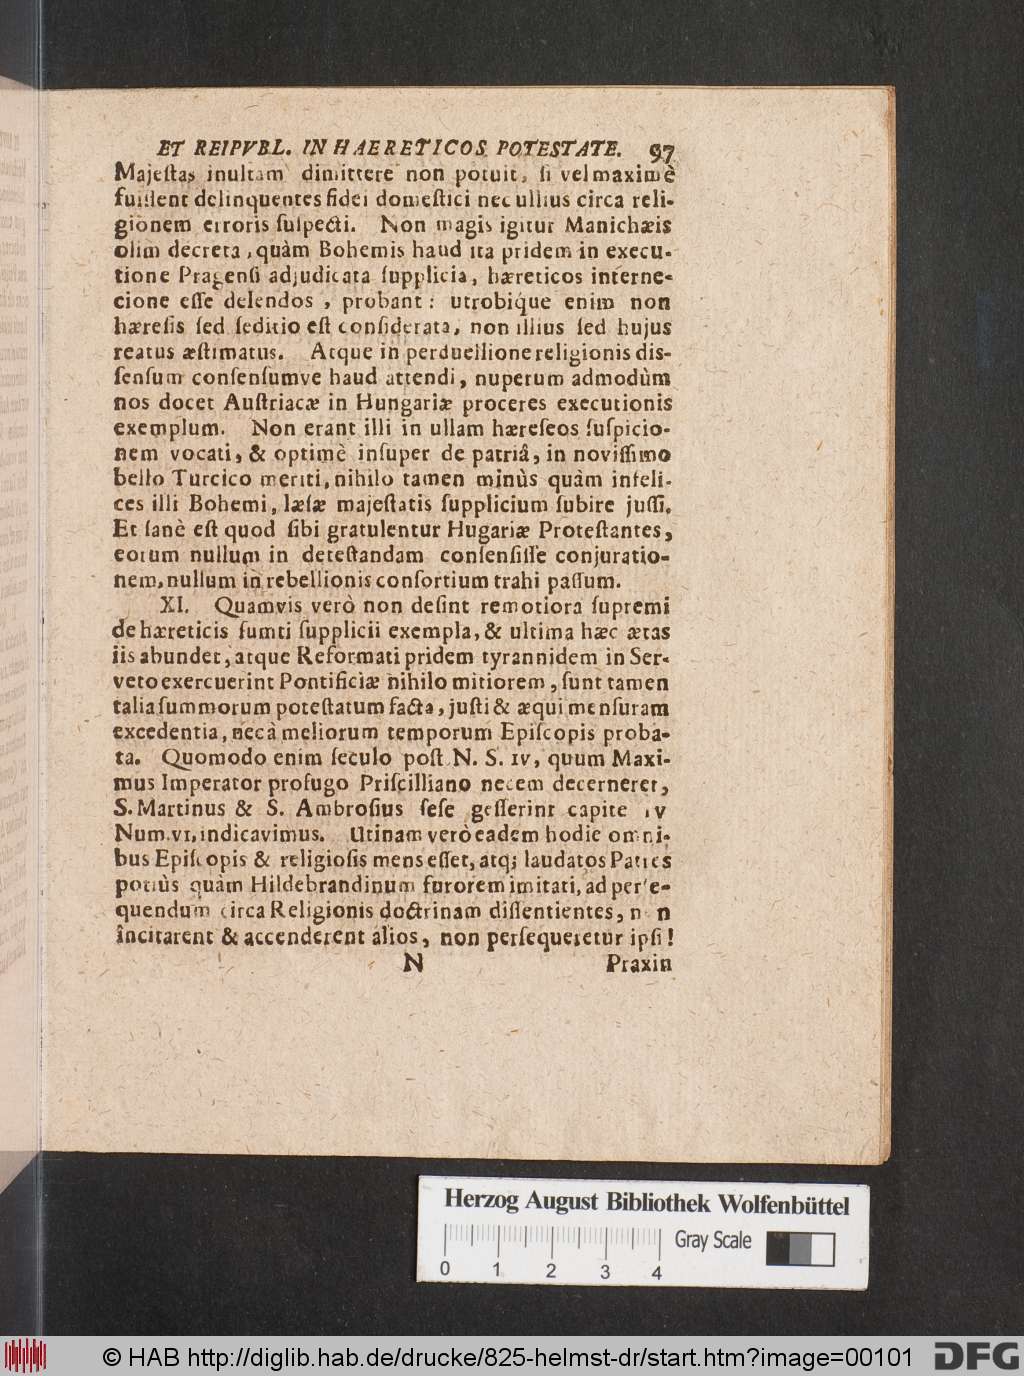 ET REIPVBL. IN HAERETICOS POTESTATE. 97
Majeſtas inultam dimittere non potuit, ſi vel maximè
fuiſſent delinquentes fidei domeſtici nec ullius circa reli-
gionem erroris ſuſpecti. Non magis igitur Manichæis
olim decreta, quàm Bohemis haud ita pridem in execu-
tione Pragenſi adjudicata ſupplicia, hæreticos interne-
cione eſſe delendos, probant: utrobiq́ue enim non
hæreſis ſed ſeditio eſt conſiderata, non illius ſed hujus
reatus æſtimatus. Atque in perduellione religionis dis-
ſenſum conſenſumve haud attendi, nuperum admodùm
nos docet Auſtriacæ in Hungariæ proceres executionis
exemplum. Non erant illi in ullam hæreſeos ſuſpicio-
nem vocati, & optimè inſuper de patriâ, in noviſſimo
bello Turcico meriti, nihilo tamen minùs quàm infeli-
ces illi Bohemi, læſæ majeſtatis ſupplicium ſubire juſſi.
Et ſanè eſt quod ſibi gratulentur Hugariæ Proteſtantes,
eorum nullum in deteſtandam conſenſiſſe conjuratio-
nem, nullum in rebellionis conſortium trahi paſſum.
XI. Quamvis verò non deſint remotiora ſupremi
de hæreticis ſumti ſupplicii exempla, & ultima hæc ætas
iis abundet, atque Reformati pridem tyrannidem in Ser-
veto exercuerint Pontificiæ nihilo mitiorem, ſunt tamen
talia ſummorum poteſtatum facta, juſti & æqui menſuram
excedentia, nec à meliorum temporum Epiſcopis proba-
ta. Quomodo enim ſeculo poſt N. S. IV, quum Maxi-
mus Imperator profugo Priſcilliano necem decerneret,
S. Martinus & S. Ambroſius ſeſe geſſerint capite IV
Num. VI, indicavimus. Utinam verò eadem hodie omni-
bus Epiſcopis & religioſis mens eſſet, atq; laudatos Patres
potiùs quàm Hildebrandinum furorem imitati, ad perſe-
quendum circa Religionis doctrinam diſſentientes, non
incitarent & accenderent alios, non perſequeretur ipſi!
N Praxin
Herzog August Bibliothek Wolfenbüttel
Gray Scale
0 1 2 3 4
© HAB http://diglib.hab.de/drucke/825-helmst-dr/start.htm?image=00101
DFG